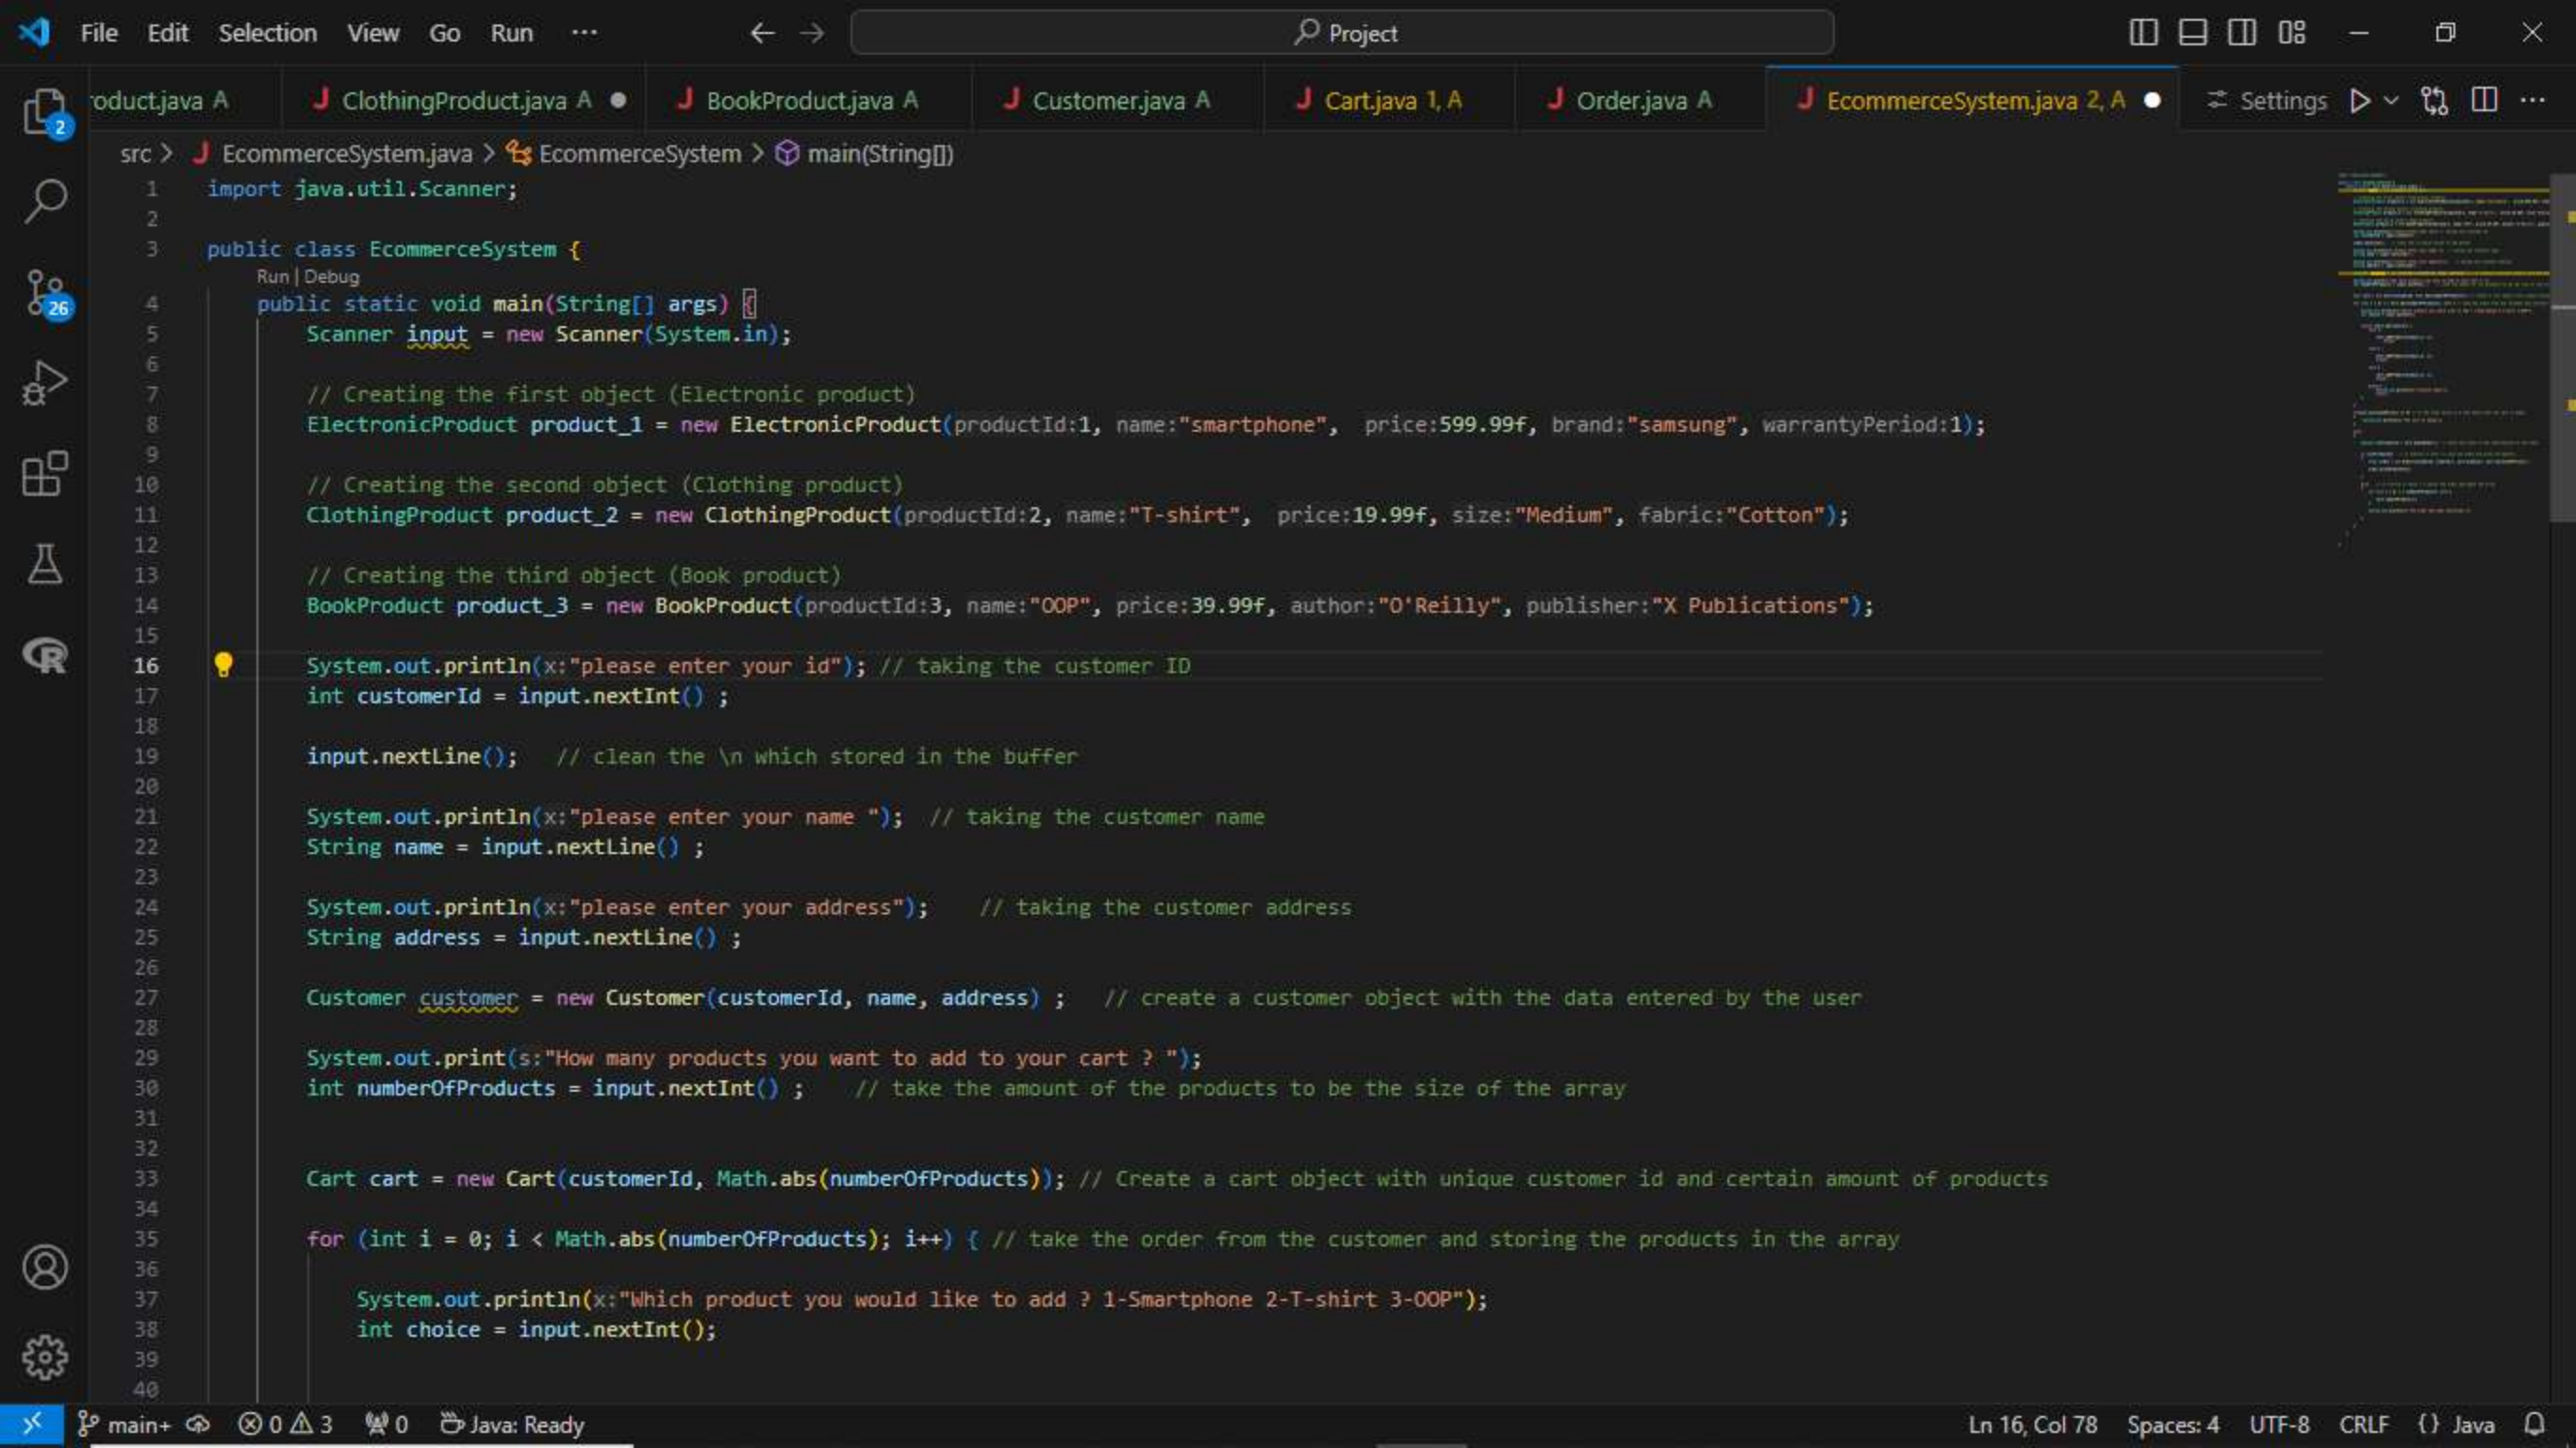 File Edit Selection View Go Run ··· Project
roduct.java A ClothingProduct.java A BookProduct.java A Customer.java A Cart.java 1, A Order.java A EcommerceSystem.java 2, A Settings
2
26
src > EcommerceSystem.java > EcommerceSystem > main(String[])
1 import java.util.Scanner;
2
3 public class EcommerceSystem {
Run | Debug
4 public static void main(String[] args) {
5 Scanner input = new Scanner(System.in);
6
7 // Creating the first object (Electronic product)
8 ElectronicProduct product_1 = new ElectronicProduct(productId:1, name:"smartphone", price:599.99f, brand:"samsung", warrantyPeriod:1);
9
10 // Creating the second object (Clothing product)
11 ClothingProduct product_2 = new ClothingProduct(productId:2, name:"T-shirt", price:19.99f, size:"Medium", fabric:"Cotton");
12
13 // Creating the third object (Book product)
14 BookProduct product_3 = new BookProduct(productId:3, name:"OOP", price:39.99f, author:"O'Reilly", publisher:"X Publications");
15
16 System.out.println(x:"please enter your id"); // taking the customer ID
17 int customerId = input.nextInt() ;
18
19 input.nextLine(); // clean the \n which stored in the buffer
20
21 System.out.println(x:"please enter your name "); // taking the customer name
22 String name = input.nextLine() ;
23
24 System.out.println(x:"please enter your address"); // taking the customer address
25 String address = input.nextLine() ;
26
27 Customer customer = new Customer(customerId, name, address) ; // create a customer object with the data entered by the user
28
29 System.out.print(s:"How many products you want to add to your cart ? ");
30 int numberOfProducts = input.nextInt() ; // take the amount of the products to be the size of the array
31
32
33 Cart cart = new Cart(customerId, Math.abs(numberOfProducts)); // Create a cart object with unique customer id and certain amount of products
34
35 for (int i = 0; i < Math.abs(numberOfProducts); i++) { // take the order from the customer and storing the products in the array
36
37 System.out.println(x:"Which product you would like to add ? 1-Smartphone 2-T-shirt 3-OOP");
38 int choice = input.nextInt();
39
40
main+ 0 3 0 Java: Ready Ln 16, Col 78 Spaces: 4 UTF-8 CRLF {} Java